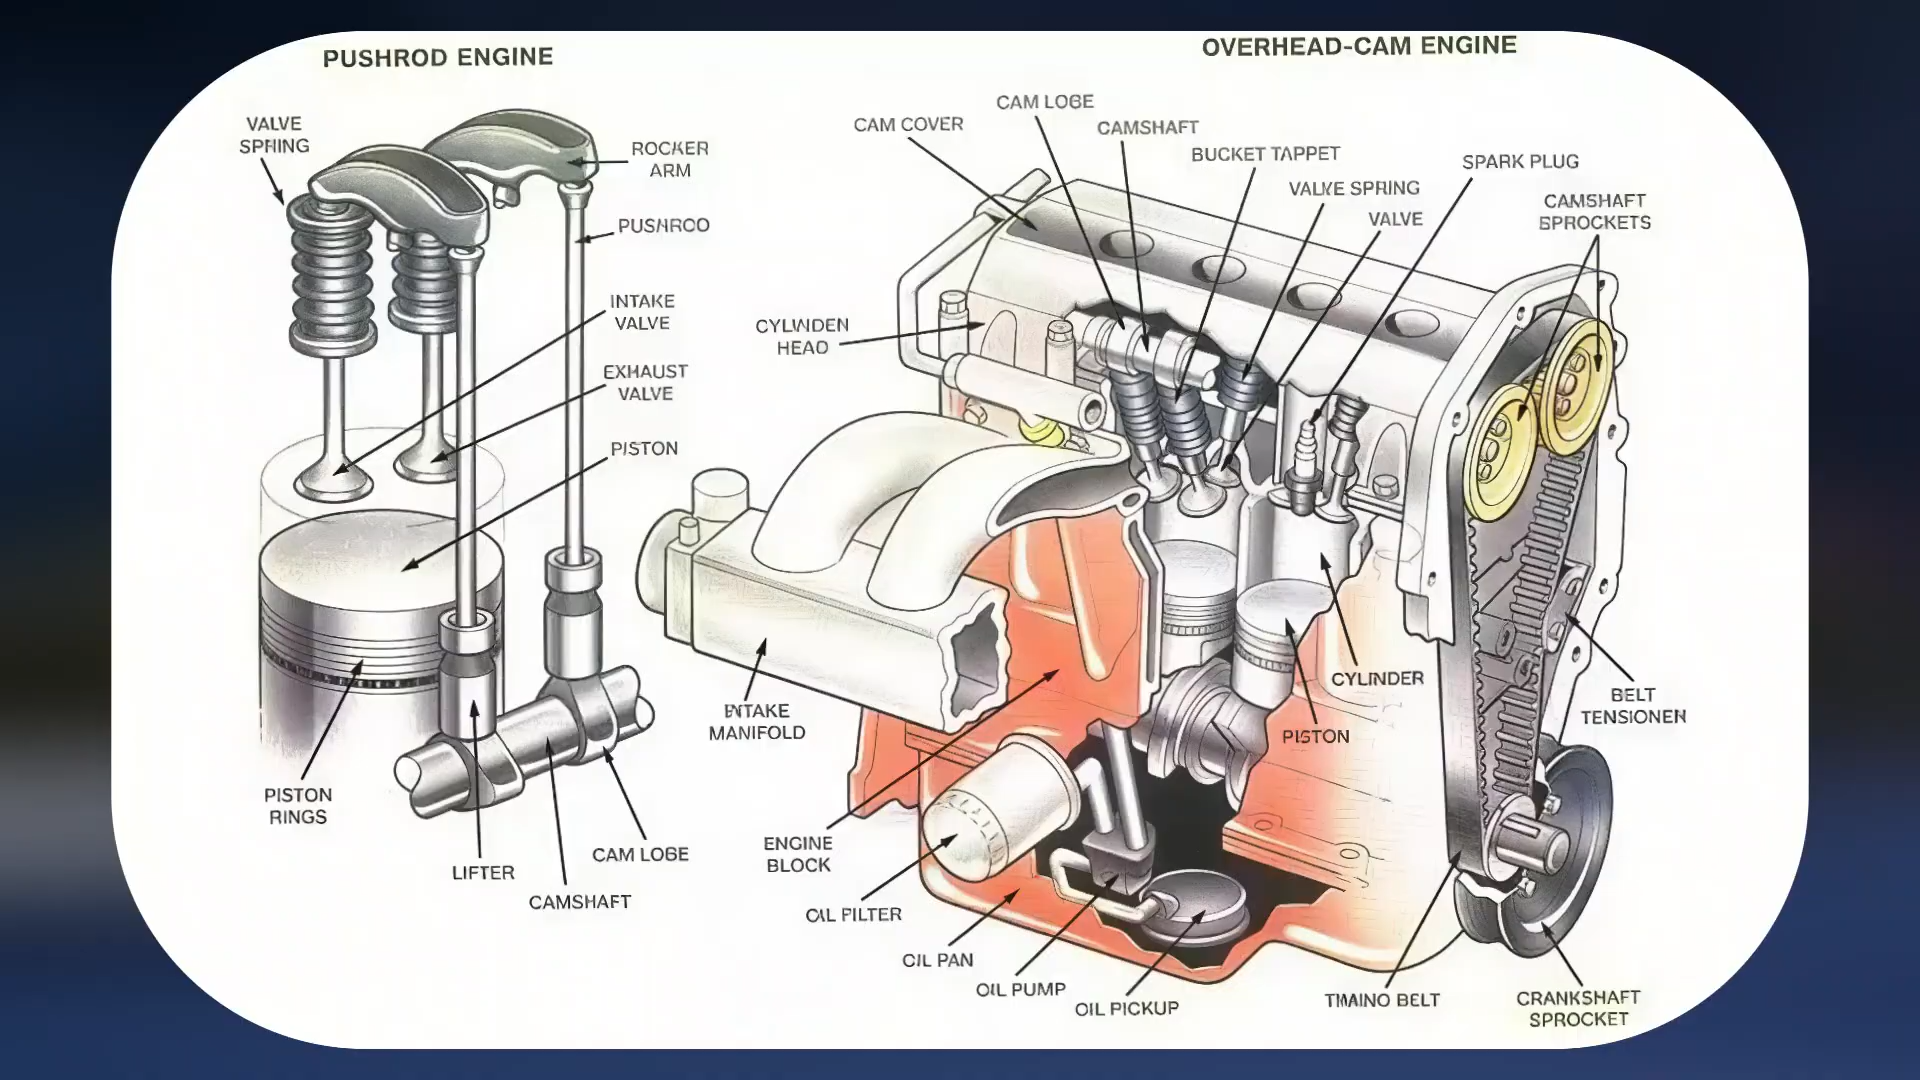 PUSHROD ENGINE
OVERHEAD-CAM ENGINE
VALVE
SPRING
ROCKER
ARM
PUSHROD
INTAKE
VALVE
EXHAUST
VALVE
PISTON
PISTON
RINGS
LIFTER
CAMSHAFT
CAM LOBE
CAM LOBE
CAM COVER
CAMSHAFT
BUCKET TAPPET
VALVE SPRING
VALVE
SPARK PLUG
CAMSHAFT
SPROCKETS
CYLINDEN
HEAD
INTAKE
MANIFOLD
CYLINDER
PISTON
BELT
TENSIONEN
ENGINE
BLOCK
OIL FILTER
OIL PAN
OIL PUMP
OIL PICKUP
TMAINO BELT
CRANKSHAFT
SPROCKET